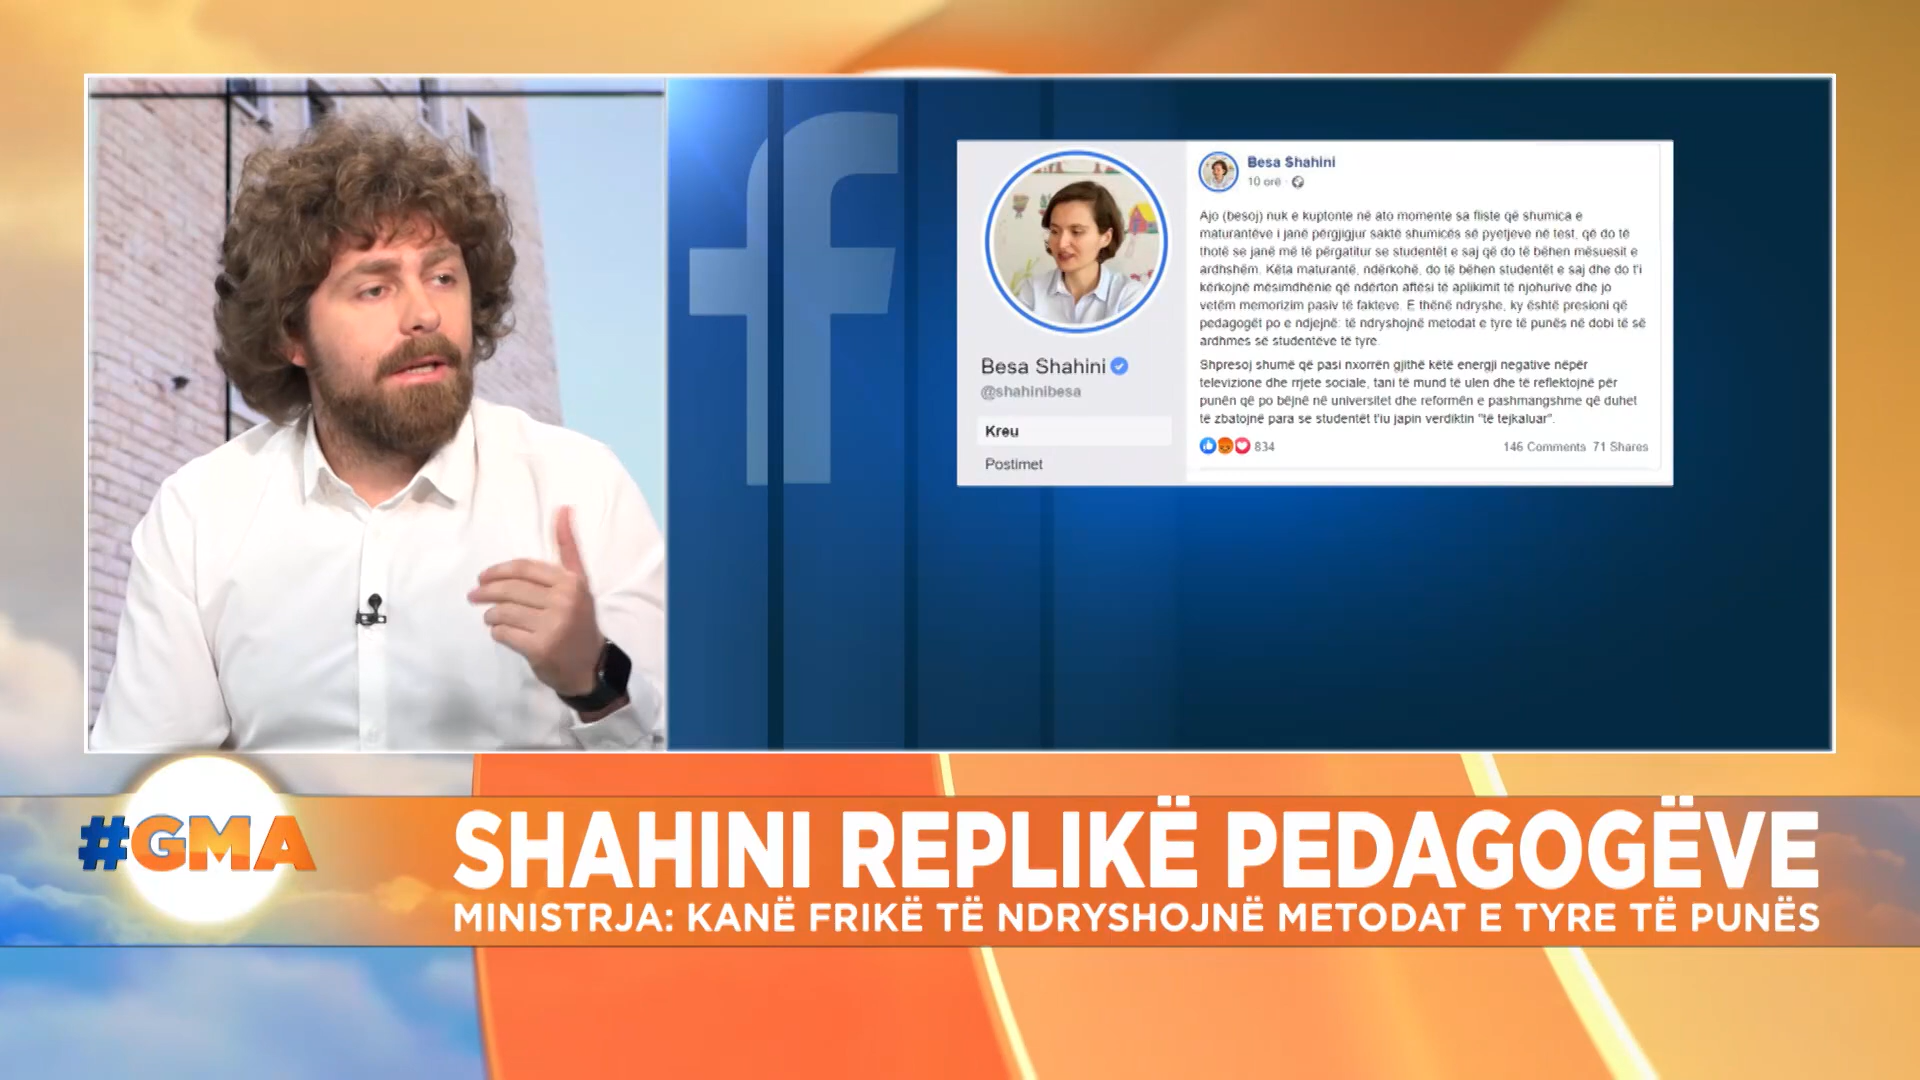 Besa Shahini
@shahinibesa
Kreu
Postimet
Besa Shahini
10 orë
Ajo (besoj) nuk e kuptonte në ato momente sa fliste që shumica e
maturantëve i janë përgjigjur saktë shumicës së pyetjeve në test, që do të
thotë se janë më të përgatitur se studentët e saj që do të bëhen mësuesit e
ardhshëm. Këta maturantë, ndërkohë, do të bëhen studentët e saj dhe do t'i
kërkojnë mësimdhënie që ndërton aftësi të aplikimit të njohurive dhe jo
vetëm memorizim pasiv të fakteve. E thënë ndryshe, ky është presioni që
pedagogët po e ndjejnë: të ndryshojnë metodat e tyre të punës në dobi të së
ardhmes së studentëve të tyre.
Shpresoj shumë që pasi nxorrën gjithë këtë energji negative nëpër
televizione dhe rrjete sociale, tani të mund të ulen dhe të reflektojnë për
punën që po bëjnë në universitet dhe reformën e pashmangshme që duhet
të zbatojnë para se studentët t'iu japin verdiktin "të tejkaluar".
834
146 Comments 71 Shares
#GMA
SHAHINI REPLIKË PEDAGOGËVE
MINISTRJA: KANË FRIKË TË NDRYSHOJNË METODAT E TYRE TË PUNËS